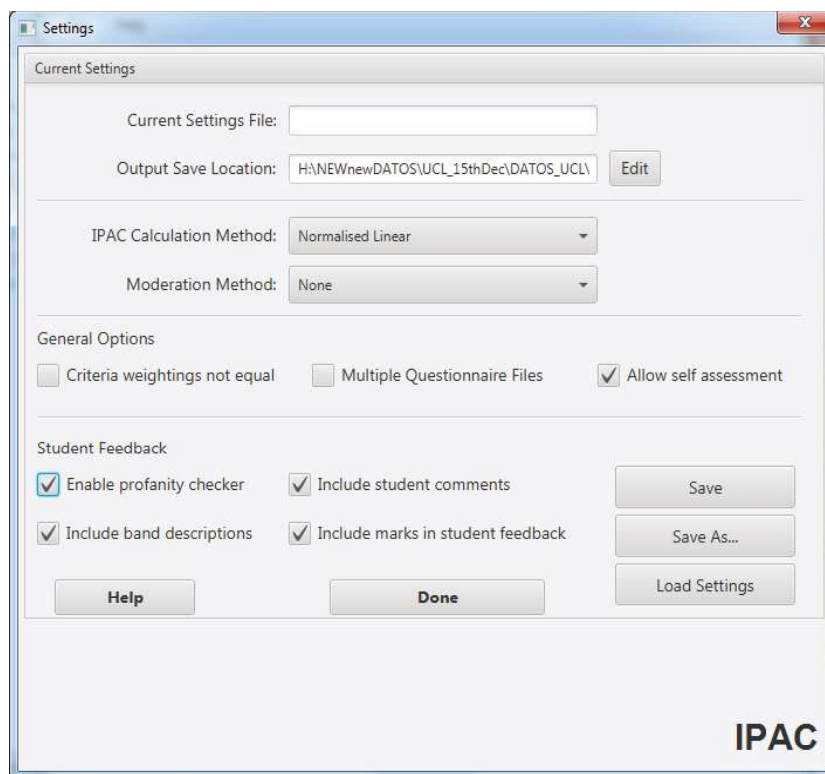 Settings
Current Settings
Current Settings File:
Output Save Location: H:\NEWnewDATOS\UCL_15thDec\DATOS_UCL\ Edit
IPAC Calculation Method: Normalised Linear
Moderation Method: None
General Options
Criteria weightings not equal Multiple Questionnaire Files Allow self assessment
Student Feedback
Enable profanity checker Include student comments Save
Include band descriptions Include marks in student feedback Save As...
Help Done Load Settings
IPAC